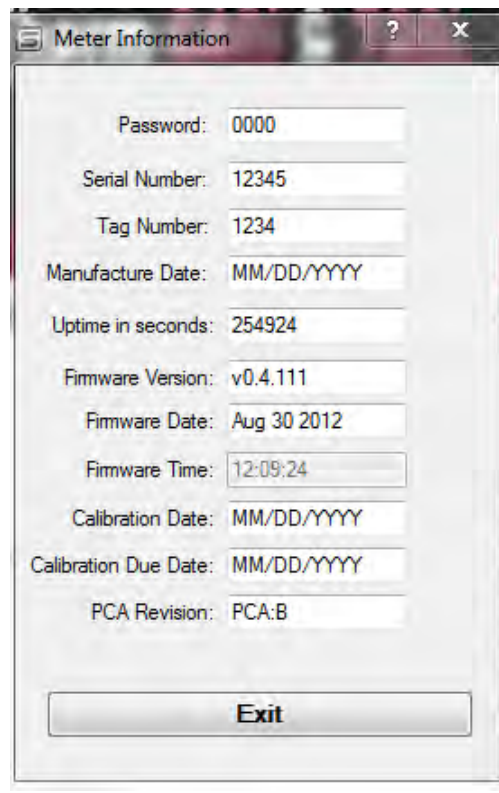 Meter Information
? X
Password: 0000
Serial Number: 12345
Tag Number: 1234
Manufacture Date: MM/DD/YYYY
Uptime in seconds: 254924
Firmware Version: v0.4.111
Firmware Date: Aug 30 2012
Firmware Time: 12:09:24
Calibration Date: MM/DD/YYYY
Calibration Due Date: MM/DD/YYYY
PCA Revision: PCA:B
Exit